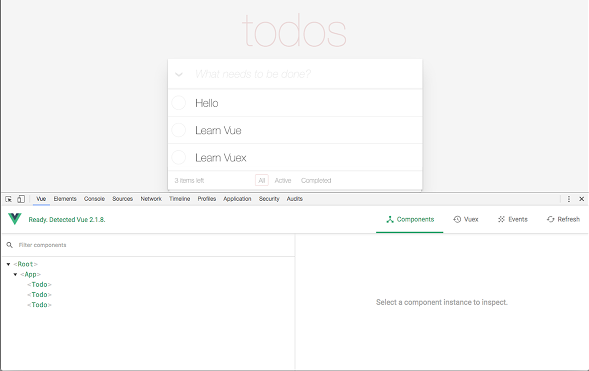 todos
What needs to be done?
Hello
Learn Vue
Learn Vuex
3 items left All Active Completed
Vue Elements Console Sources Network Timeline Profiles Application Security Audits
Ready. Detected Vue 2.1.8. Components Vuex Events Refresh
Filter components
<Root>
<App>
<Todo>
<Todo>
<Todo>
Select a component instance to inspect.